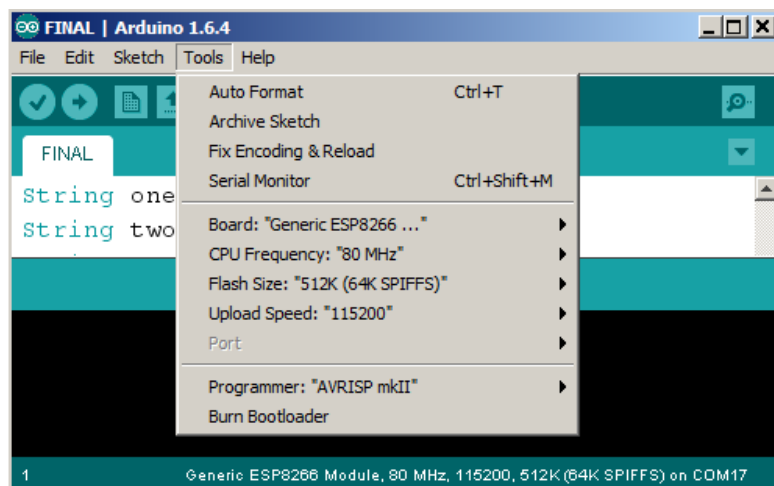 FINAL | Arduino 1.6.4
File Edit Sketch Tools Help
Auto Format Ctrl+T
Archive Sketch
FINAL
Fix Encoding & Reload
Serial Monitor Ctrl+Shift+M
String one
String two
Board: "Generic ESP8266 ..."
CPU Frequency: "80 MHz"
Flash Size: "512K (64K SPIFFS)"
Upload Speed: "115200"
Port
Programmer: "AVRISP mkII"
Burn Bootloader
1 Generic ESP8266 Module, 80 MHz, 115200, 512K (64K SPIFFS) on COM17